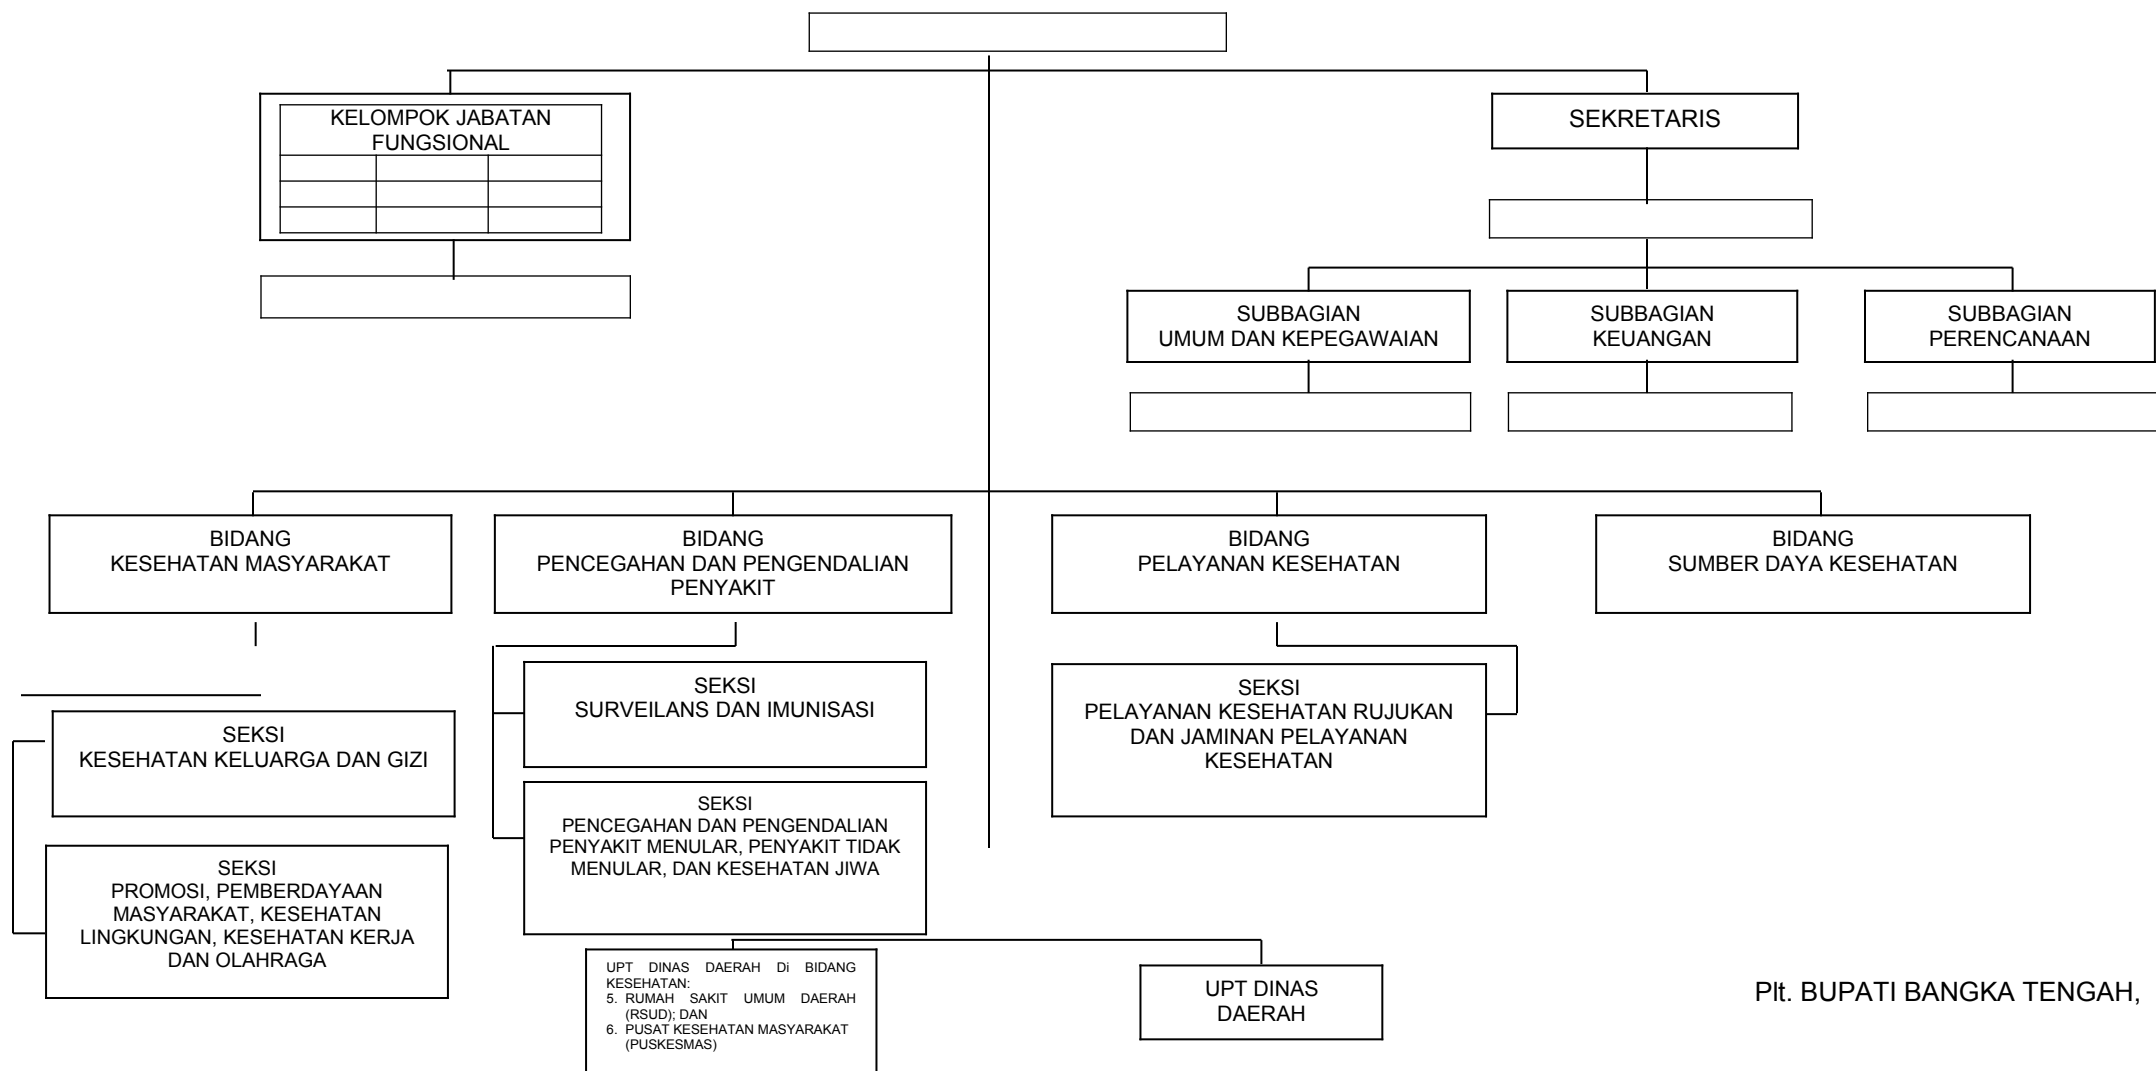 KELOMPOK JABATAN
FUNGSIONAL
SEKRETARIS
SUBBAGIAN
UMUM DAN KEPEGAWAIAN
SUBBAGIAN
KEUANGAN
SUBBAGIAN
PERENCANAAN
BIDANG
KESEHATAN MASYARAKAT
BIDANG
PENCEGAHAN DAN PENGENDALIAN
PENYAKIT
BIDANG
PELAYANAN KESEHATAN
BIDANG
SUMBER DAYA KESEHATAN
SEKSI
KESEHATAN KELUARGA DAN GIZI
SEKSI
PROMOSI, PEMBERDAYAAN
MASYARAKAT, KESEHATAN
LINGKUNGAN, KESEHATAN KERJA
DAN OLAHRAGA
SEKSI
SURVEILANS DAN IMUNISASI
SEKSI
PENCEGAHAN DAN PENGENDALIAN
PENYAKIT MENULAR, PENYAKIT TIDAK
MENULAR, DAN KESEHATAN JIWA
SEKSI
PELAYANAN KESEHATAN RUJUKAN
DAN JAMINAN PELAYANAN
KESEHATAN
UPT DINAS DAERAH Di BIDANG
KESEHATAN:
5. RUMAH SAKIT UMUM DAERAH
(RSUD); DAN
6. PUSAT KESEHATAN MASYARAKAT
(PUSKESMAS)
UPT DINAS
DAERAH
Plt. BUPATI BANGKA TENGAH,